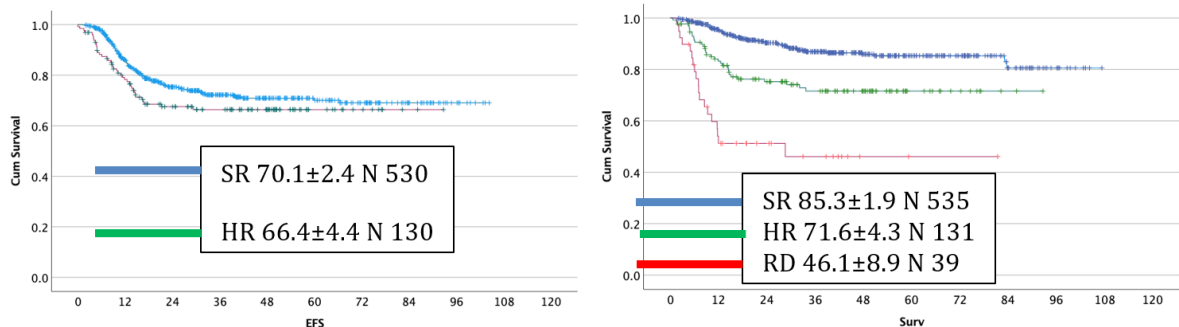 Cum Survival
1.0
0.8
0.6
0.4
0.2
0.0
SR 70.1±2.4 N 530
HR 66.4±4.4 N 130
0 12 24 36 48 60 72 84 96 108 120
EFS
Cum Survival
1.0
0.8
0.6
0.4
0.2
0.0
SR 85.3±1.9 N 535
HR 71.6±4.3 N 131
RD 46.1±8.9 N 39
0 12 24 36 48 60 72 84 96 108 120
Surv